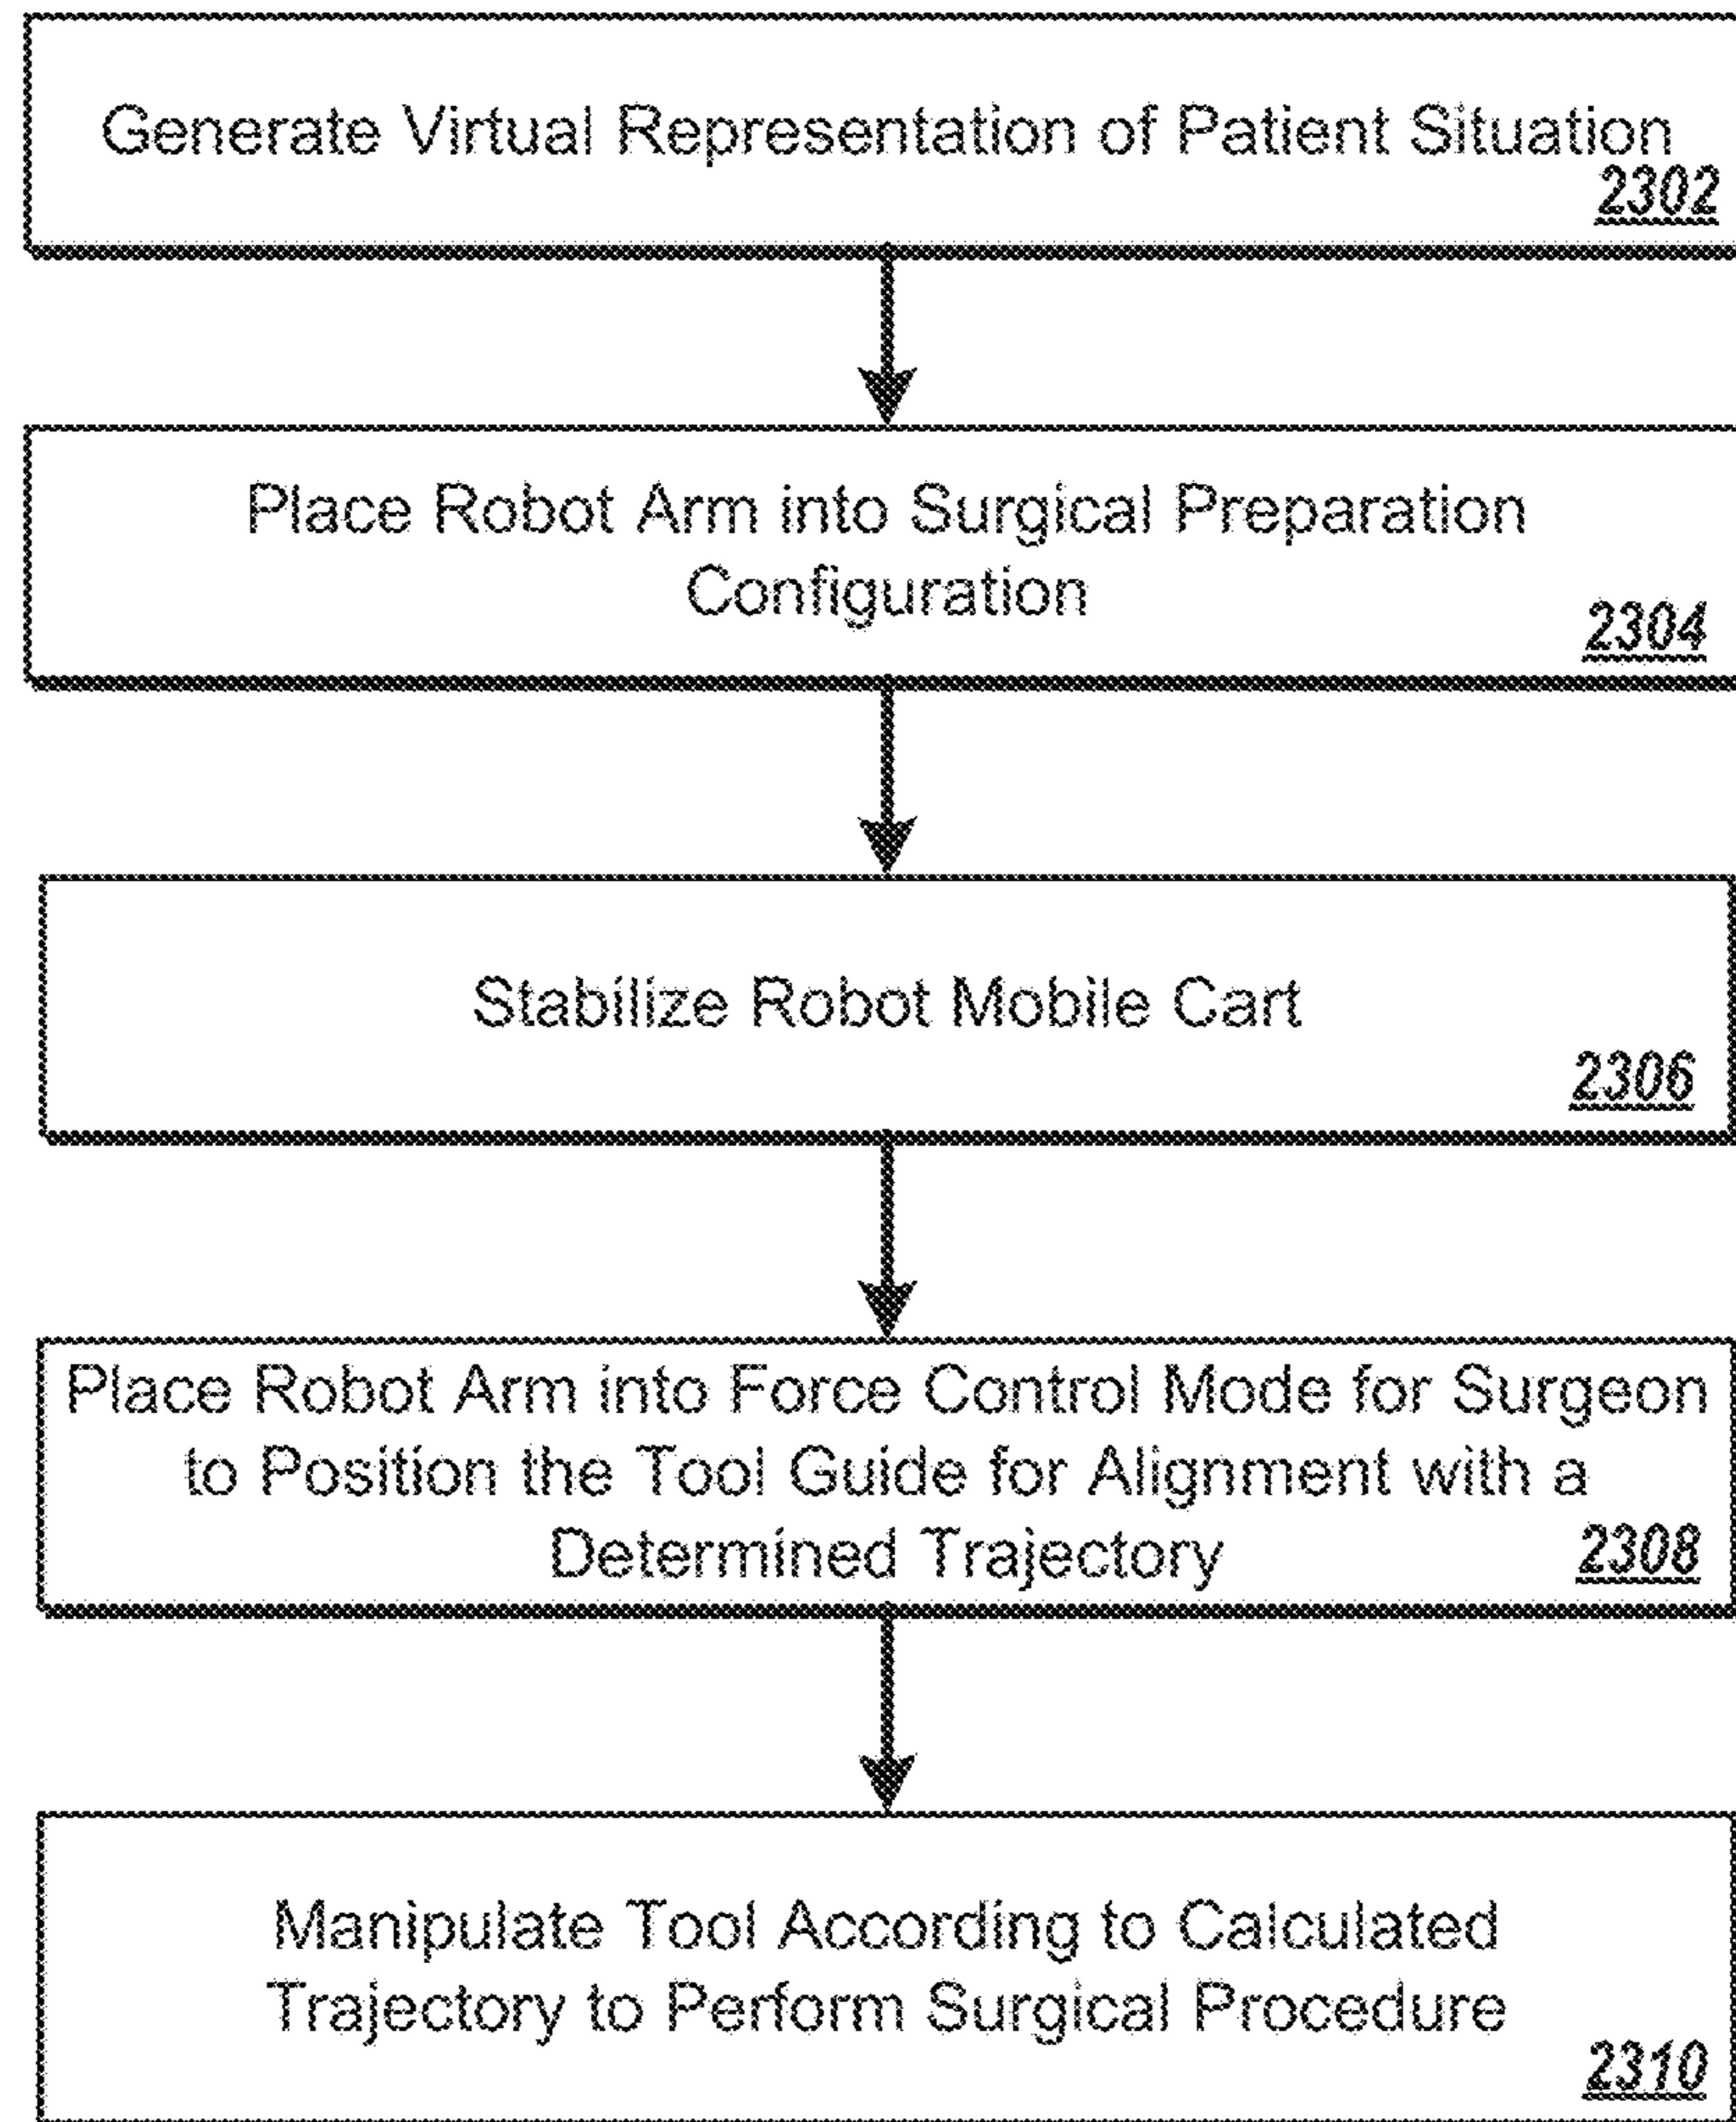 Generate Virtual Representation of Patient Situation
2302
Place Robot Arm into Surgical Preparation
Configuration
2304
Stabilize Robot Mobile Cart
2306
Place Robot Arm into Force Control Mode for Surgeon
to Position the Tool Guide for Alignment with a
Determined Trajectory
2308
Manipulate Tool According to Calculated
Trajectory to Perform Surgical Procedure
2310